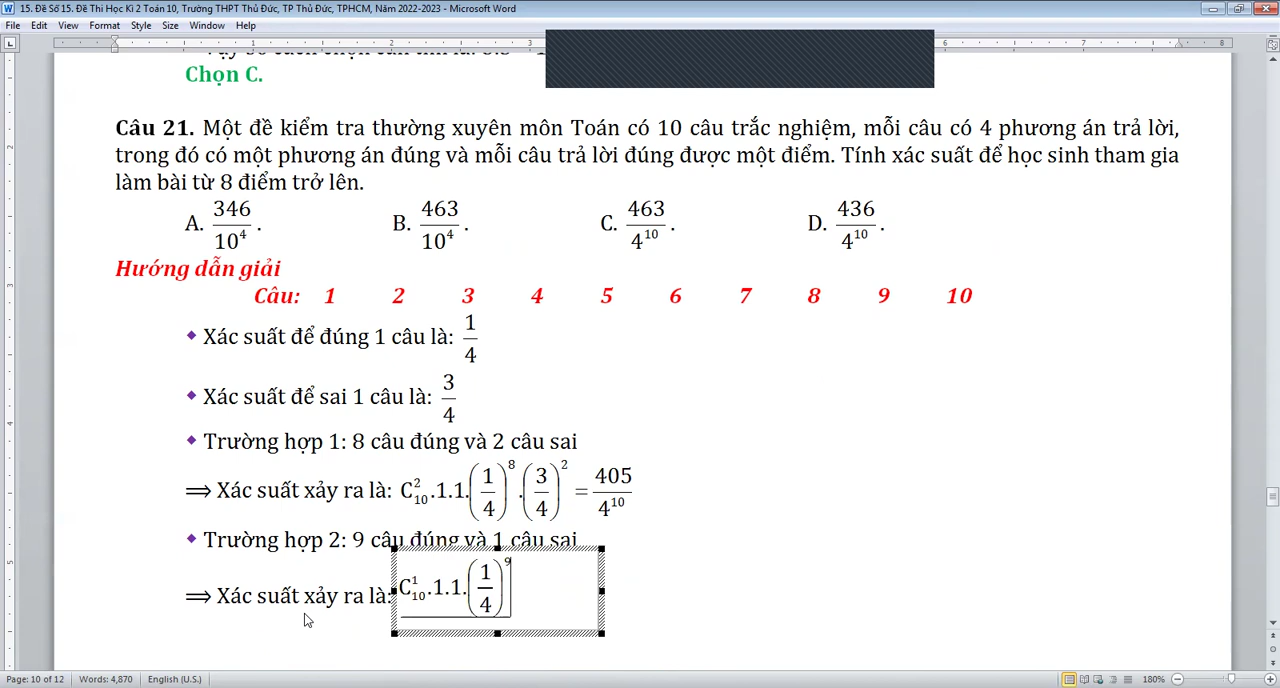 15. Đề Số 15. Đề Thi Học Kì 2 Toán 10, Trường THPT Thủ Đức, TP Thủ Đức, TPHCM, Năm 2022-2023 - Microsoft Word
File Edit View Format Style Size Window Help
1 2 3 6 7 8
Chọn C.
Câu 21. Một đề kiểm tra thường xuyên môn Toán có 10 câu trắc nghiệm, mỗi câu có 4 phương án trả lời,
trong đó có một phương án đúng và mỗi câu trả lời đúng được một điểm. Tính xác suất để học sinh tham gia
làm bài từ 8 điểm trở lên.
A. 346/10⁴ . B. 463/10⁴ . C. 463/4¹⁰ . D. 436/4¹⁰ .
Hướng dẫn giải
Câu: 1 2 3 4 5 6 7 8 9 10
◆ Xác suất để đúng 1 câu là: 1/4
◆ Xác suất để sai 1 câu là: 3/4
◆ Trường hợp 1: 8 câu đúng và 2 câu sai
⟹ Xác suất xảy ra là: C₁₀².1.1.(1/4)⁸.(3/4)² = 405/4¹⁰
◆ Trường hợp 2: 9 câu đúng và 1 câu sai
⟹ Xác suất xảy ra là: C₁₀¹.1.1.(1/4)⁹
Page: 10 of 12 Words: 4,870 English (U.S.) 180%